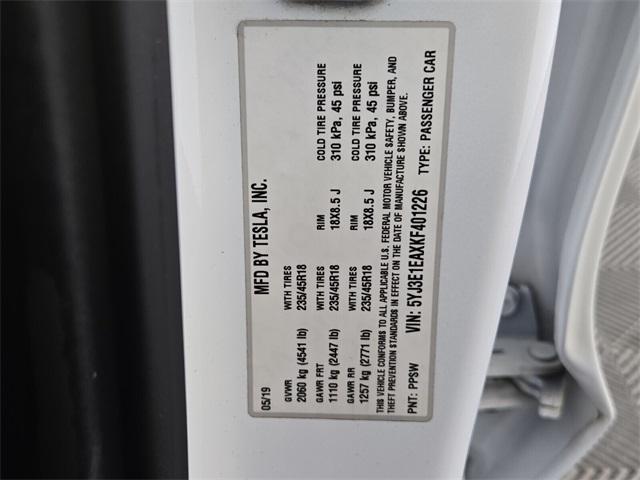 MFD BY TESLA, INC.
05/19
GVWR WITH TIRES RIM COLD TIRE PRESSURE
2060 kg (4541 lb) 235/45R18 18X8.5 J 310 kPa, 45 psi
GAWR FRT WITH TIRES RIM COLD TIRE PRESSURE
1110 kg (2447 lb) 235/45R18 18X8.5 J 310 kPa, 45 psi
GAWR RR WITH TIRES
1257 kg (2771 lb) 235/45R18
THIS VEHICLE CONFORMS TO ALL APPLICABLE U.S. FEDERAL MOTOR VEHICLE SAFETY, BUMPER, AND
THEFT PREVENTION STANDARDS IN EFFECT ON THE DATE OF MANUFACTURE SHOWN ABOVE.
PNT: PPSW VIN: 5YJ3E1EAXKF401226 TYPE: PASSENGER CAR